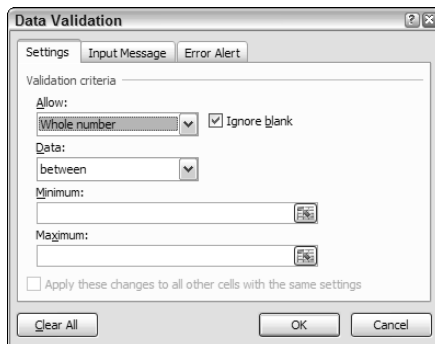 Data Validation
Settings Input Message Error Alert
Validation criteria
Allow:
Whole number Ignore blank
Data:
between
Minimum:
Maximum:
Apply these changes to all other cells with the same settings
Clear All OK Cancel